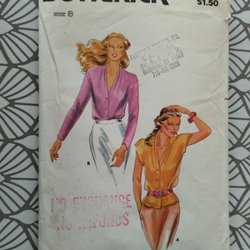 BUTTERICK
$1.50
SIZE 8
B
A
NO EXCHANGE
NO REFUNDS